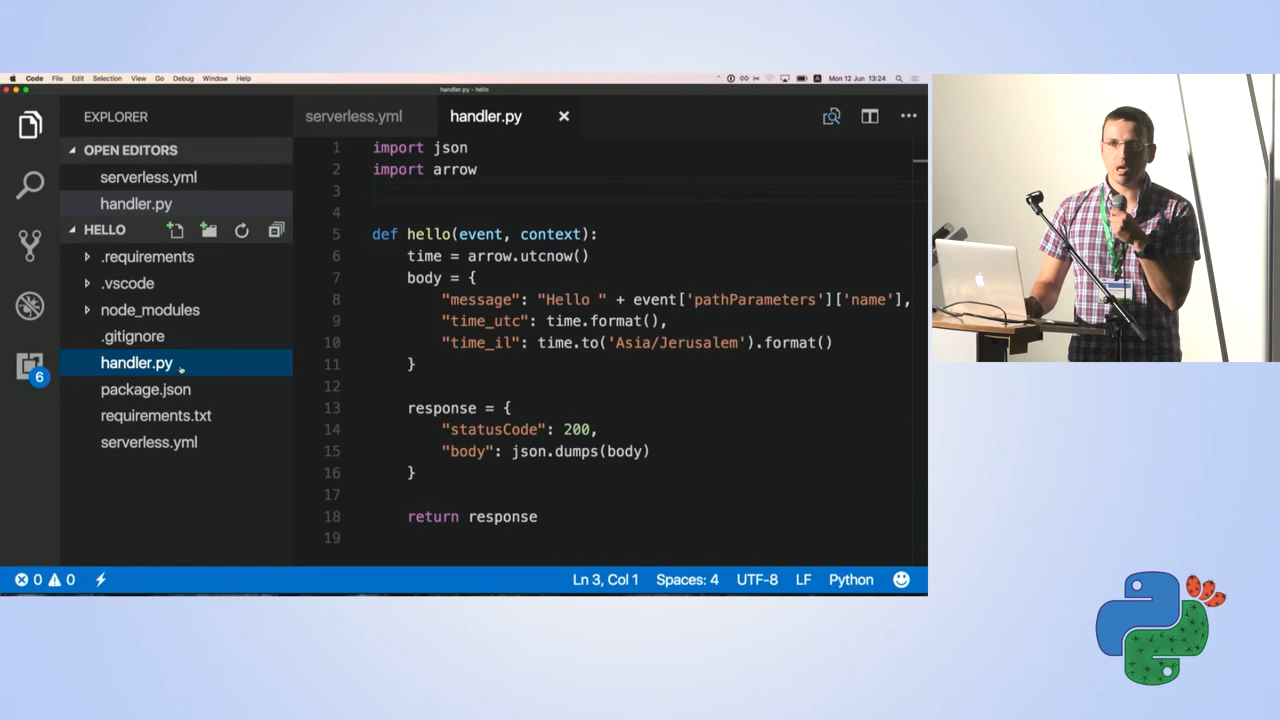 Code File Edit Selection View Go Debug Window Help
Mon 12 Jun 13:24
handler.py - hello
EXPLORER
OPEN EDITORS
serverless.yml
handler.py
HELLO
.requirements
.vscode
node_modules
.gitignore
handler.py
package.json
requirements.txt
serverless.yml
6
serverless.yml
handler.py
1 import json
2 import arrow
3
4
5 def hello(event, context):
6 time = arrow.utcnow()
7 body = {
8 "message": "Hello " + event['pathParameters']['name'],
9 "time_utc": time.format(),
10 "time_il": time.to('Asia/Jerusalem').format()
11 }
12
13 response = {
14 "statusCode": 200,
15 "body": json.dumps(body)
16 }
17
18 return response
19
0 0
Ln 3, Col 1 Spaces: 4 UTF-8 LF Python